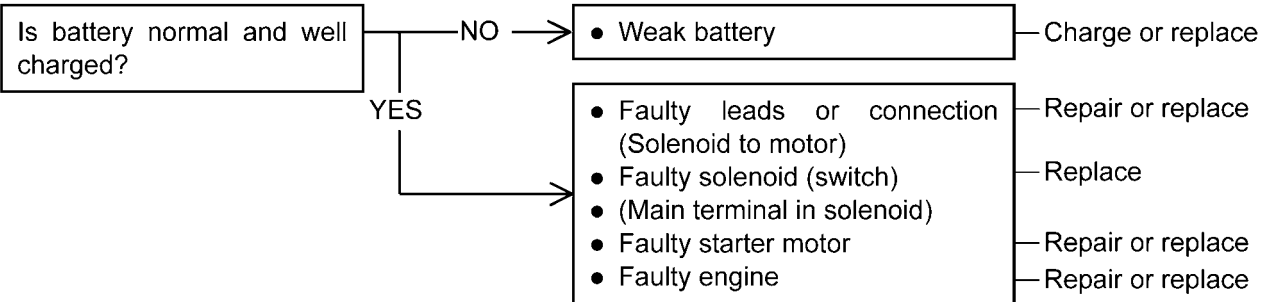 Is battery normal and well
charged?
NO
● Weak battery
Charge or replace
YES
● Faulty leads or connection
(Solenoid to motor)
Repair or replace
● Faulty solenoid (switch)
Replace
● (Main terminal in solenoid)
● Faulty starter motor
Repair or replace
● Faulty engine
Repair or replace